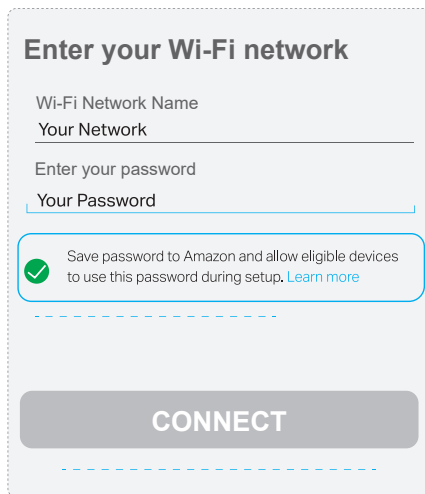 Enter your Wi-Fi network
Wi-Fi Network Name
Your Network
Enter your password
Your Password
Save password to Amazon and allow eligible devices
to use this password during setup. Learn more
CONNECT